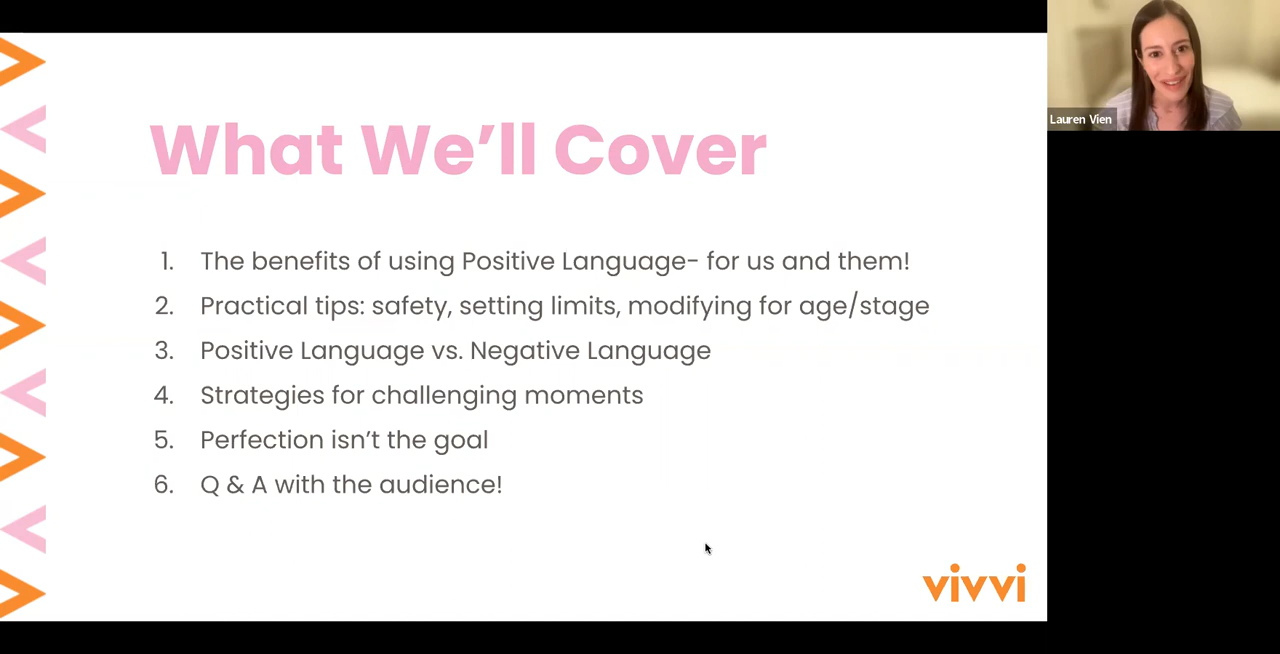 What We’ll Cover
1. The benefits of using Positive Language- for us and them!
2. Practical tips: safety, setting limits, modifying for age/stage
3. Positive Language vs. Negative Language
4. Strategies for challenging moments
5. Perfection isn’t the goal
6. Q & A with the audience!
vivvi
Lauren Vien